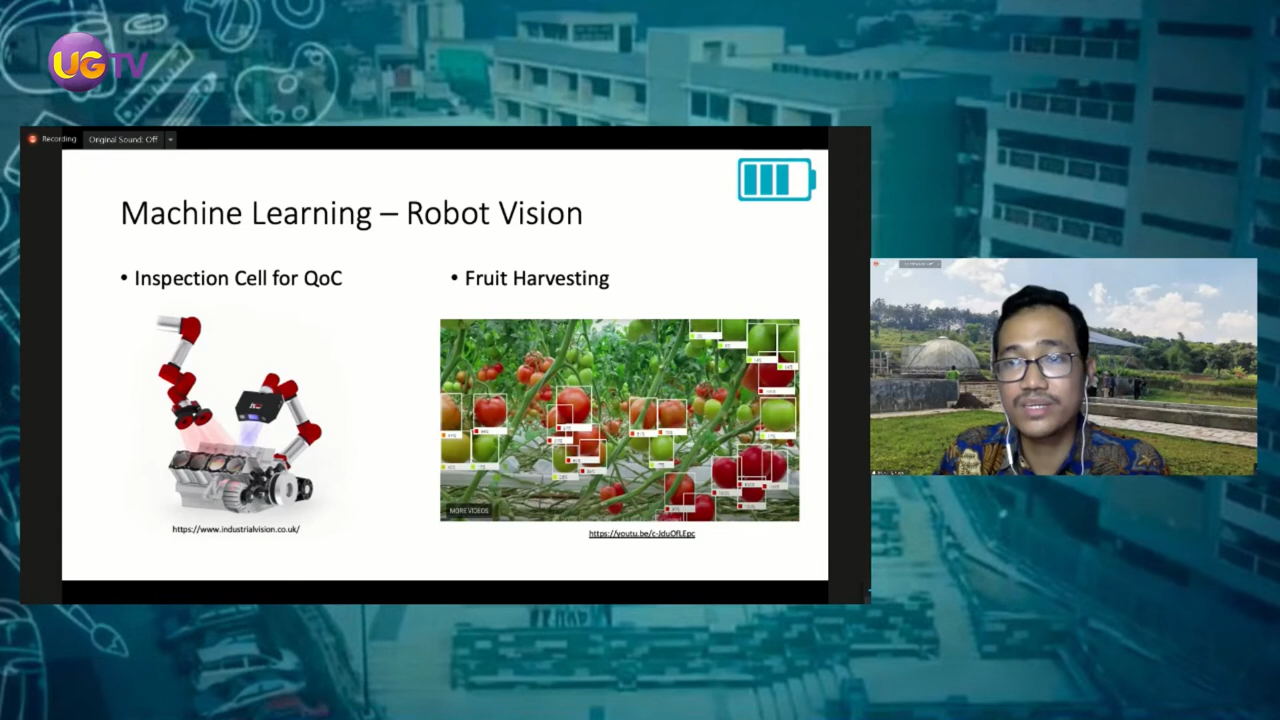 UGTV
Recording
Original Sound: Off
Machine Learning – Robot Vision
• Inspection Cell for QoC
• Fruit Harvesting
MORE VIDEOS
https://www.industrialvision.co.uk/
https://youtu.be/c-JduOfLEpc